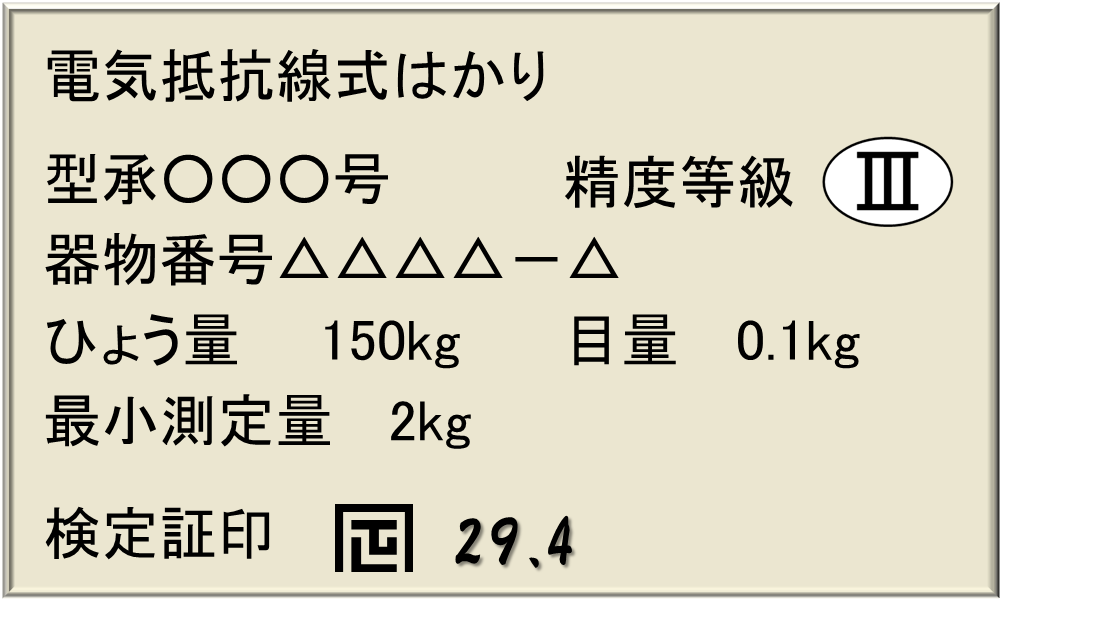 電気抵抗線式はかり
型承〇〇〇号 精度等級 Ⅲ
器物番号△△△△－△
ひょう量 150kg 目量 0.1kg
最小測定量 2kg
検定証印 29.4